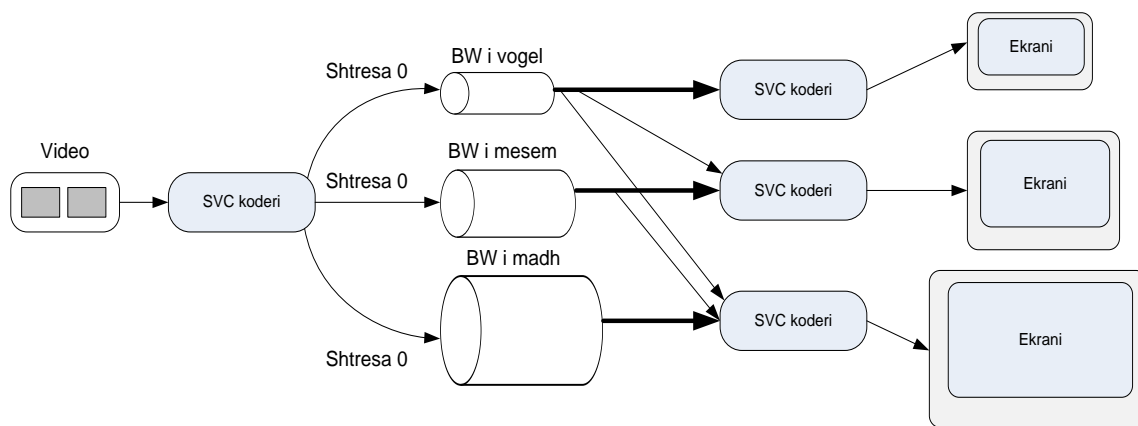 BW i vogel
Shtresa 0
SVC koderi
Ekrani
Video
SVC koderi
Shtresa 0
BW i mesem
SVC koderi
Ekrani
BW i madh
Shtresa 0
SVC koderi
Ekrani